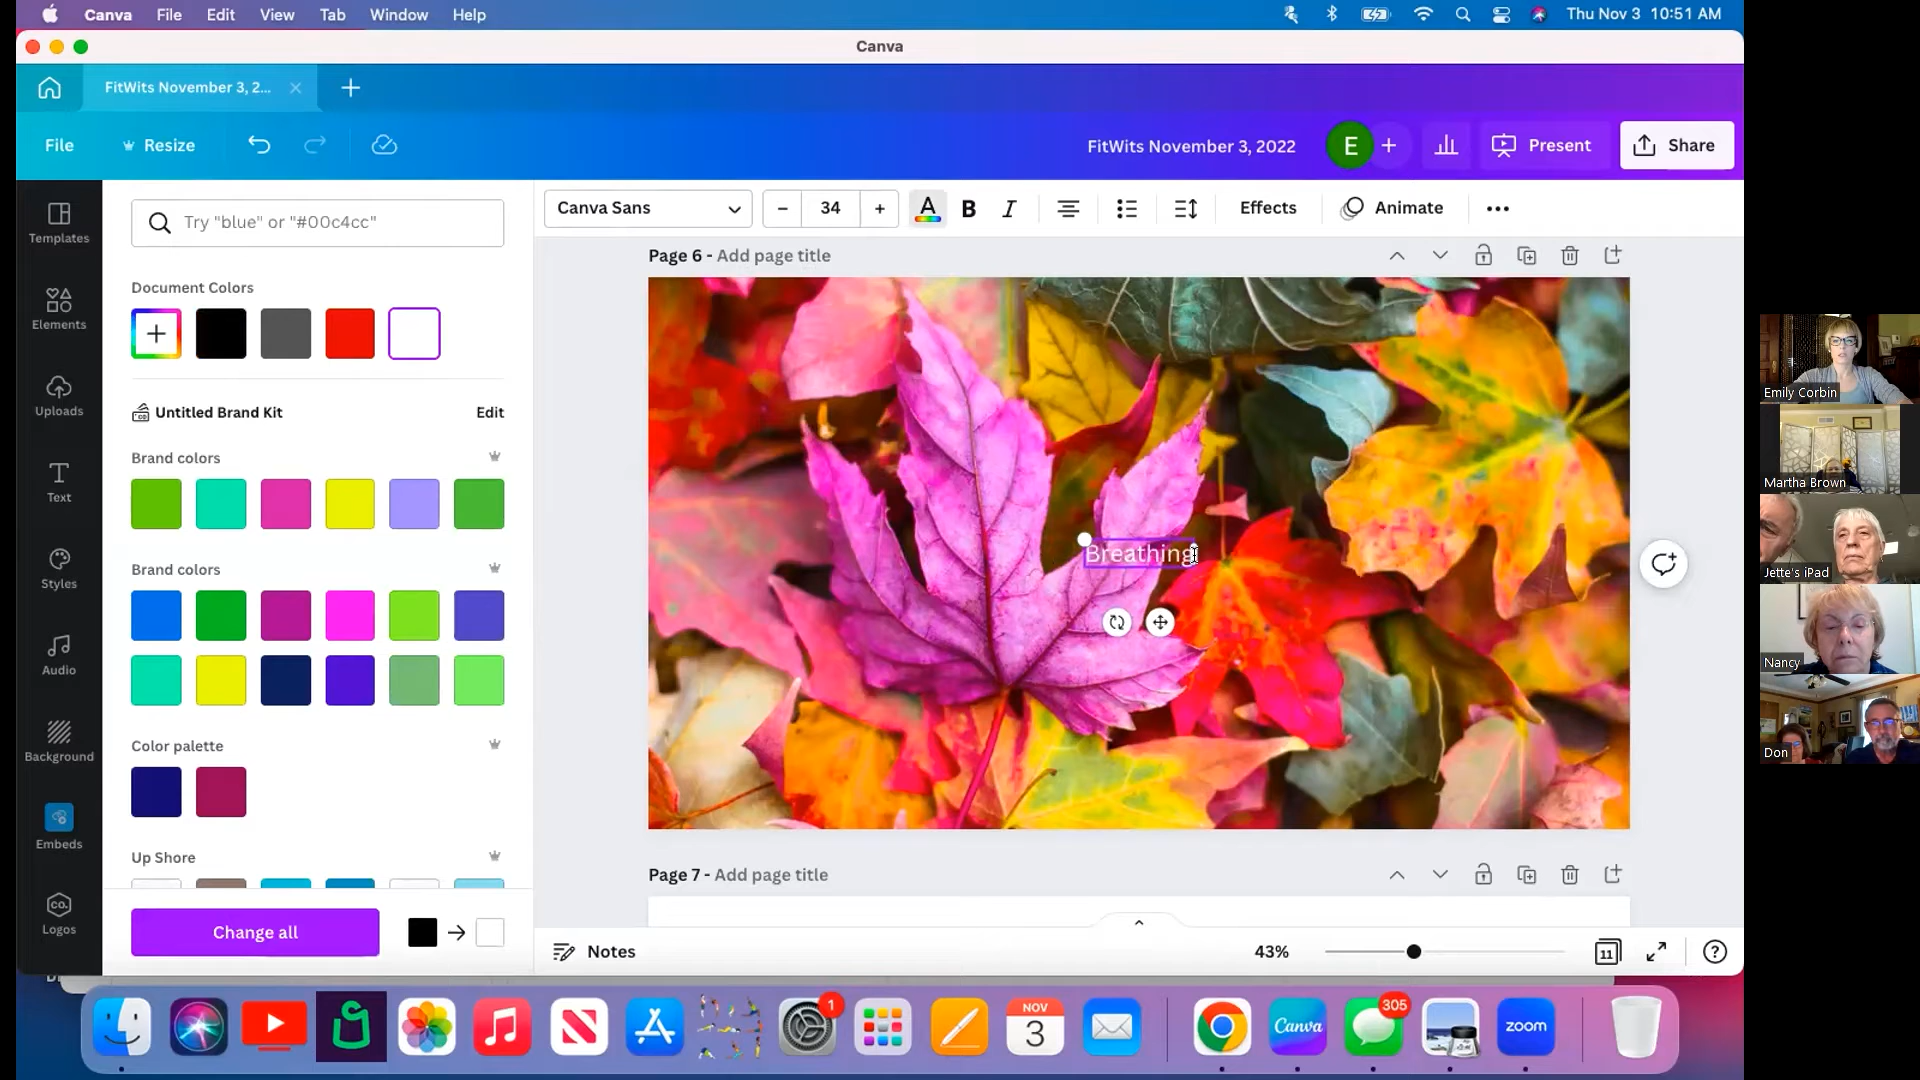 Canva File Edit View Tab Window Help
Thu Nov 3 10:51 AM
Canva
FitWits November 3, 2...
File Resize
FitWits November 3, 2022
E
Present
Share
Templates
Elements
Uploads
Text
Styles
Audio
Background
Embeds
co.
Logos
Try "blue" or "#00c4cc"
Document Colors
Untitled Brand Kit Edit
Brand colors
Brand colors
Color palette
Up Shore
Change all
Canva Sans
34
A B I
Effects
Animate
Page 6 - Add page title
Breathing
Page 7 - Add page title
Notes
43%
11
?
Emily Corbin
Martha Brown
Jette's iPad
Nancy
Don
1
NOV
3
Canva
305
zoom